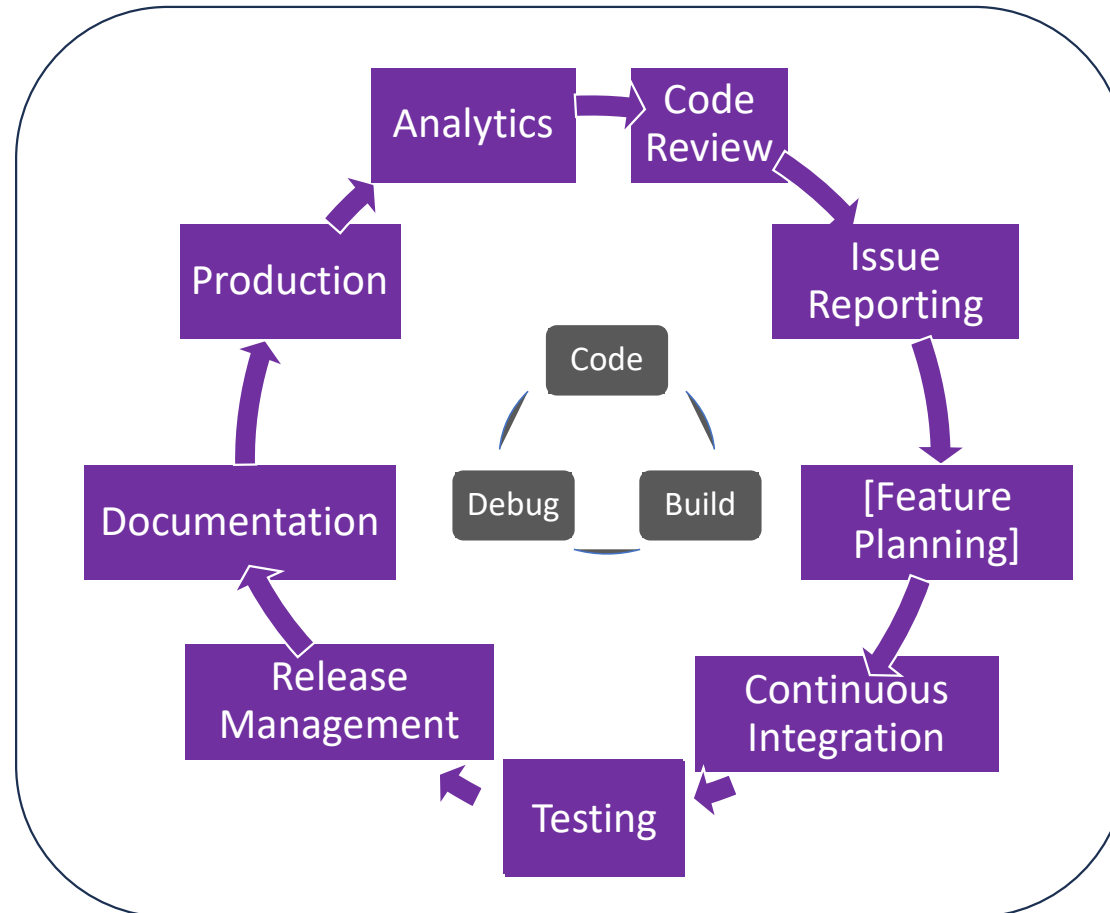 Analytics
Code
Review
Issue
Reporting
[Feature
Planning]
Continuous
Integration
Testing
Release
Management
Documentation
Production
Code
Build
Debug